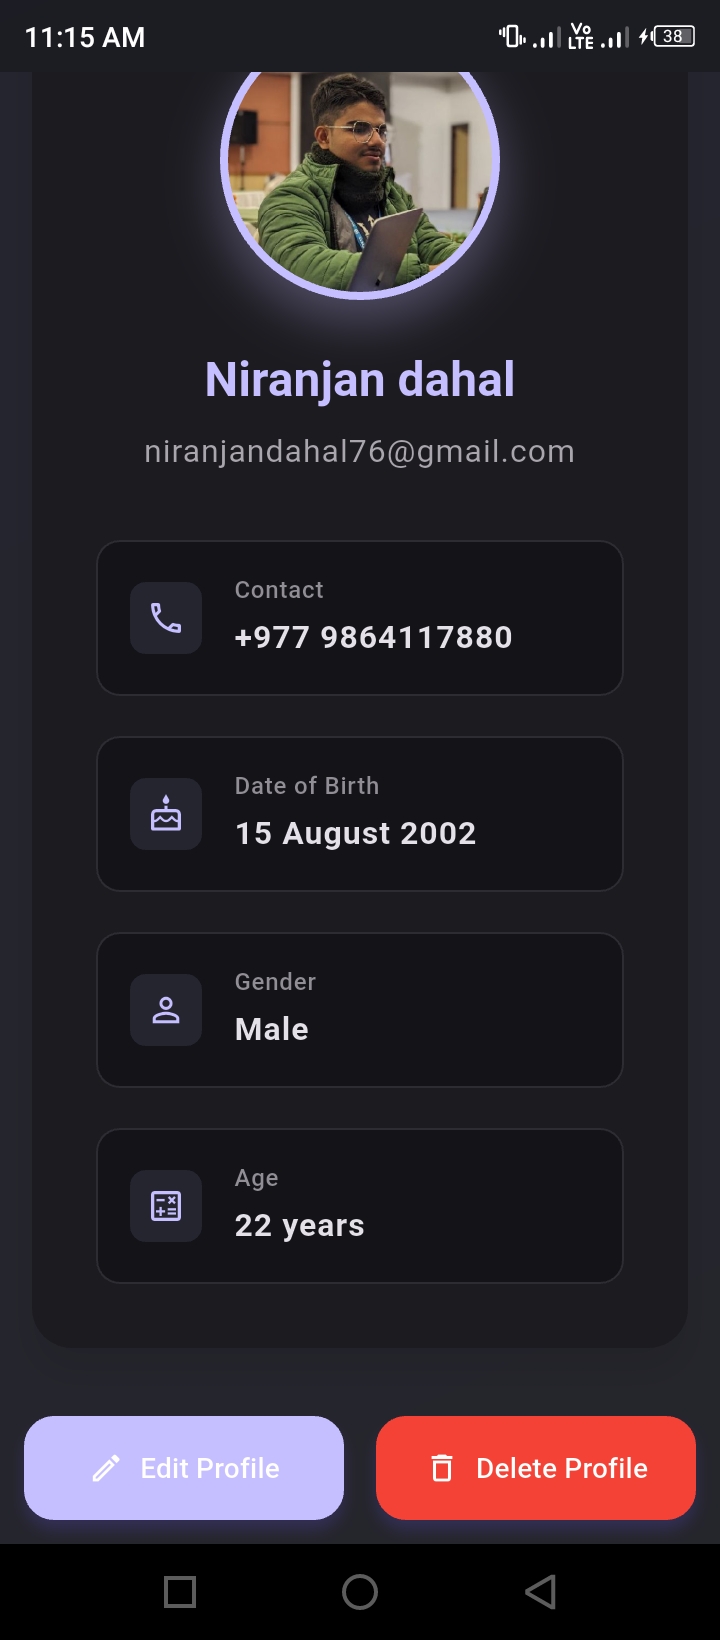 11:15 AM
Vo
LTE
38
Niranjan dahal
niranjandahal76@gmail.com
Contact
+977 9864117880
Date of Birth
15 August 2002
Gender
Male
Age
22 years
Edit Profile
Delete Profile